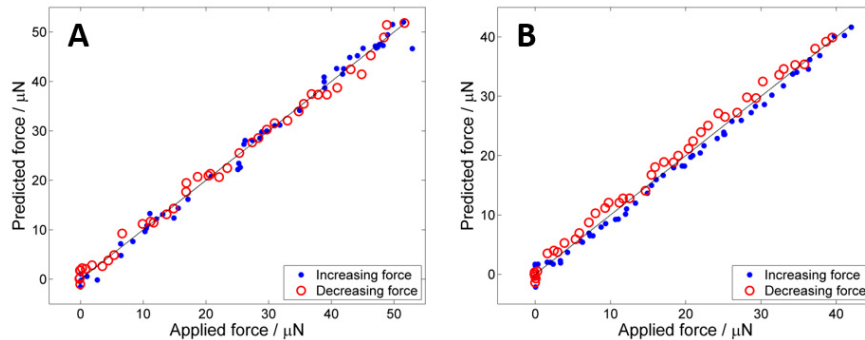 A
Predicted force / μN
50
40
30
20
10
0
0 10 20 30 40 50
Applied force / μN
Increasing force
Decreasing force
B
Predicted force / μN
40
30
20
10
0
0 10 20 30 40
Applied force / μN
Increasing force
Decreasing force